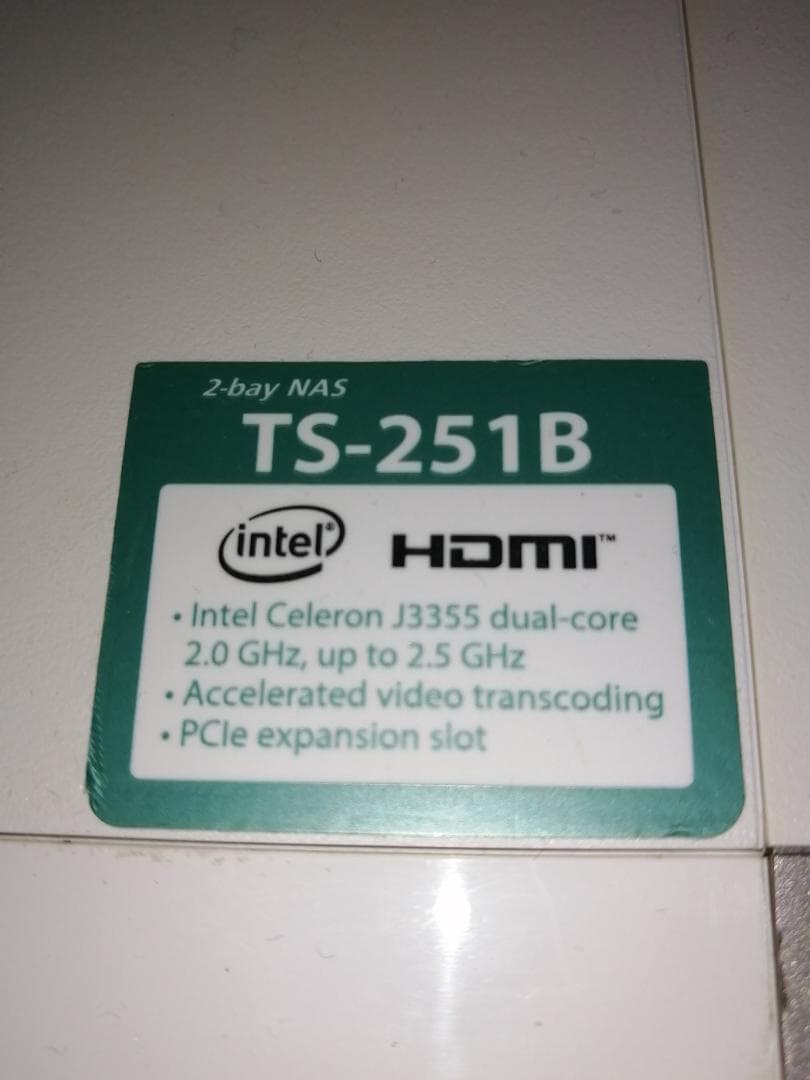 2-bay NAS
TS-251B
intel® HDMI™
• Intel Celeron J3355 dual-core
2.0 GHz, up to 2.5 GHz
• Accelerated video transcoding
• PCIe expansion slot